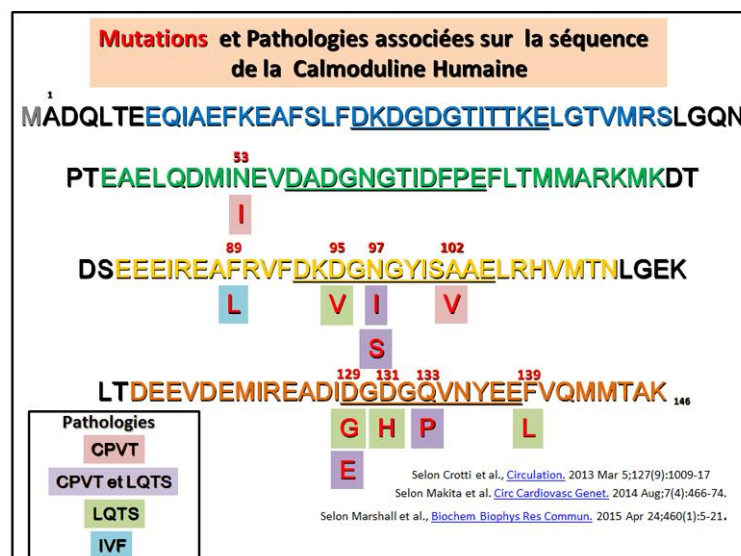 Mutations et Pathologies associées sur la séquence
de la Calmoduline Humaine
1
MADQLTEEQIAEFKEAFSLFDKDGDGTITTKELGTVMRSLGQN
53
PTEAELQDMINEVDADGNGTIDFPEFLTMMARKMKDT
I
89 95 97 102
DSEEEIREAFRVFDKDGNGYISAAELRHVMTNLGEK
L V I V
S
129 131 133 139
LTDEEVDEMIREADIDGDGQVNYEEFVQMMTAK 146
G H P L
E
Pathologies
CPVT
CPVT et LQTS
LQTS
IVF
Selon Crotti et al., Circulation. 2013 Mar 5;127(9):1009-17
Selon Makita et al. Circ Cardiovasc Genet. 2014 Aug;7(4):466-74.
Selon Marshall et al., Biochem Biophys Res Commun. 2015 Apr 24;460(1):5-21.